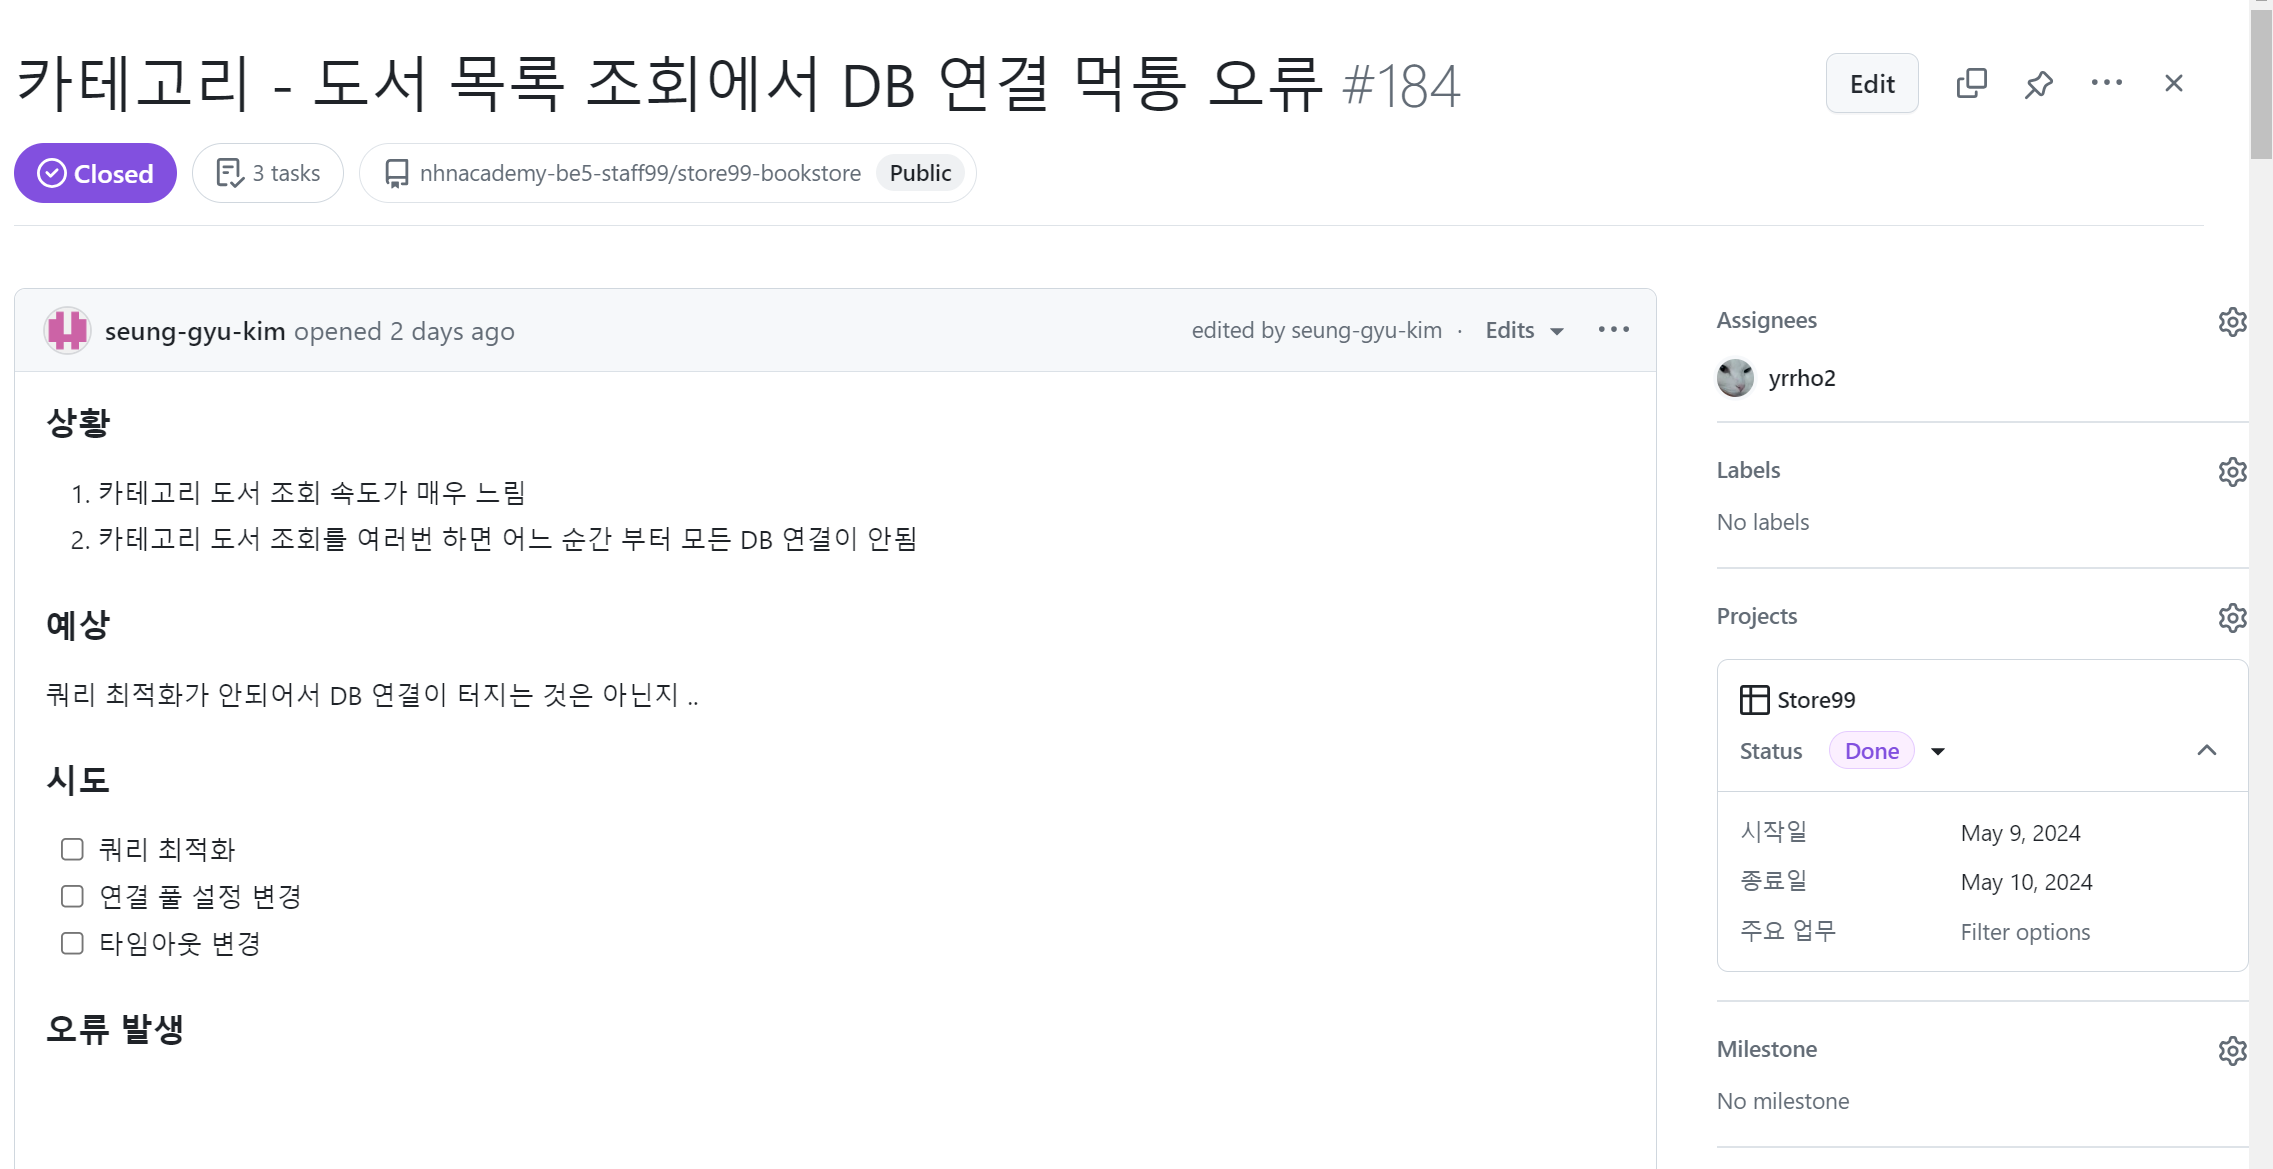 카테고리 - 도서 목록 조회에서 DB 연결 먹통 오류 #184
Edit
Closed
3 tasks
nhnacademy-be5-staff99/store99-bookstore Public
seung-gyu-kim opened 2 days ago
edited by seung-gyu-kim · Edits
상황
1. 카테고리 도서 조회 속도가 매우 느림
2. 카테고리 도서 조회를 여러번 하면 어느 순간 부터 모든 DB 연결이 안됨
예상
쿼리 최적화가 안되어서 DB 연결이 터지는 것은 아닌지 ..
시도
쿼리 최적화
연결 풀 설정 변경
타임아웃 변경
오류 발생
Assignees
yrrho2
Labels
No labels
Projects
Store99
Status Done
시작일 May 9, 2024
종료일 May 10, 2024
주요 업무 Filter options
Milestone
No milestone